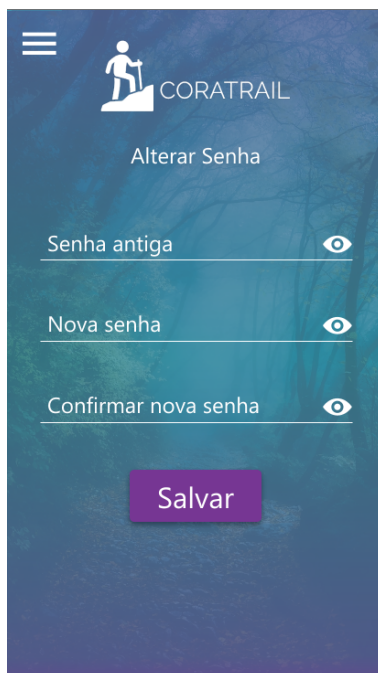 CORATRAIL
Alterar Senha
Senha antiga
Nova senha
Confirmar nova senha
Salvar